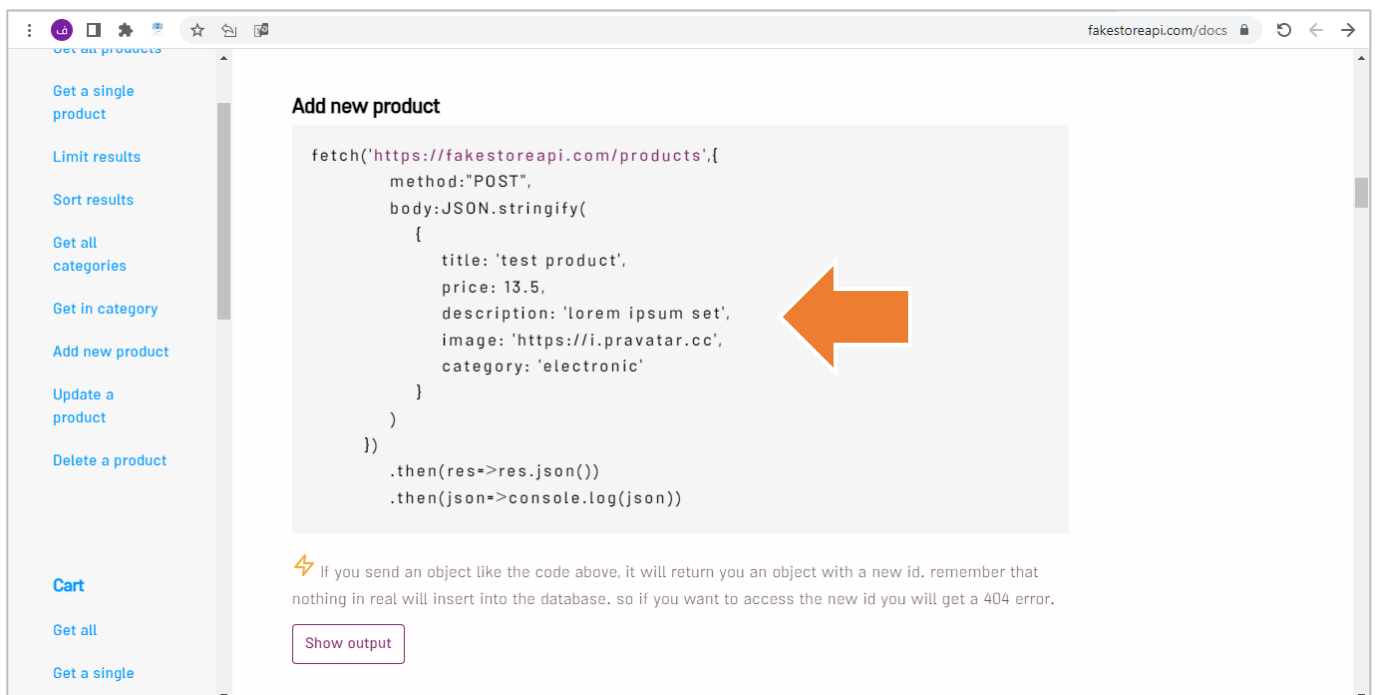 ف
fakestoreapi.com/docs
Get all products
Get a single
product
Limit results
Sort results
Get all
categories
Get in category
Add new product
Update a
product
Delete a product
Cart
Get all
Get a single
Add new product
fetch('https://fakestoreapi.com/products',{
method:"POST",
body:JSON.stringify(
{
title: 'test product',
price: 13.5,
description: 'lorem ipsum set',
image: 'https://i.pravatar.cc',
category: 'electronic'
}
)
})
.then(res=>res.json())
.then(json=>console.log(json))
If you send an object like the code above, it will return you an object with a new id. remember that
nothing in real will insert into the database. so if you want to access the new id you will get a 404 error.
Show output